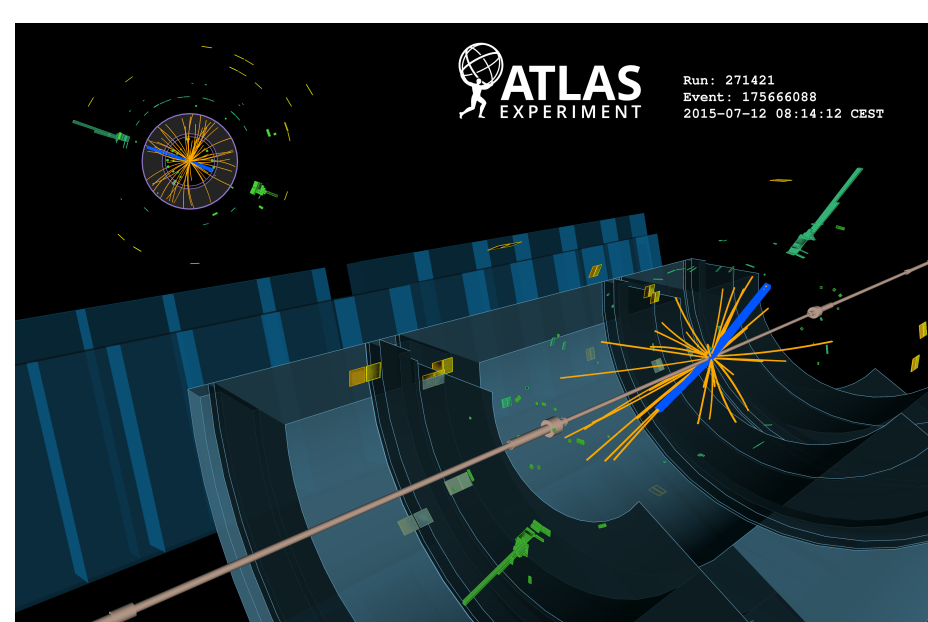 ATLAS
EXPERIMENT
Run: 271421
Event: 175666088
2015-07-12 08:14:12 CEST